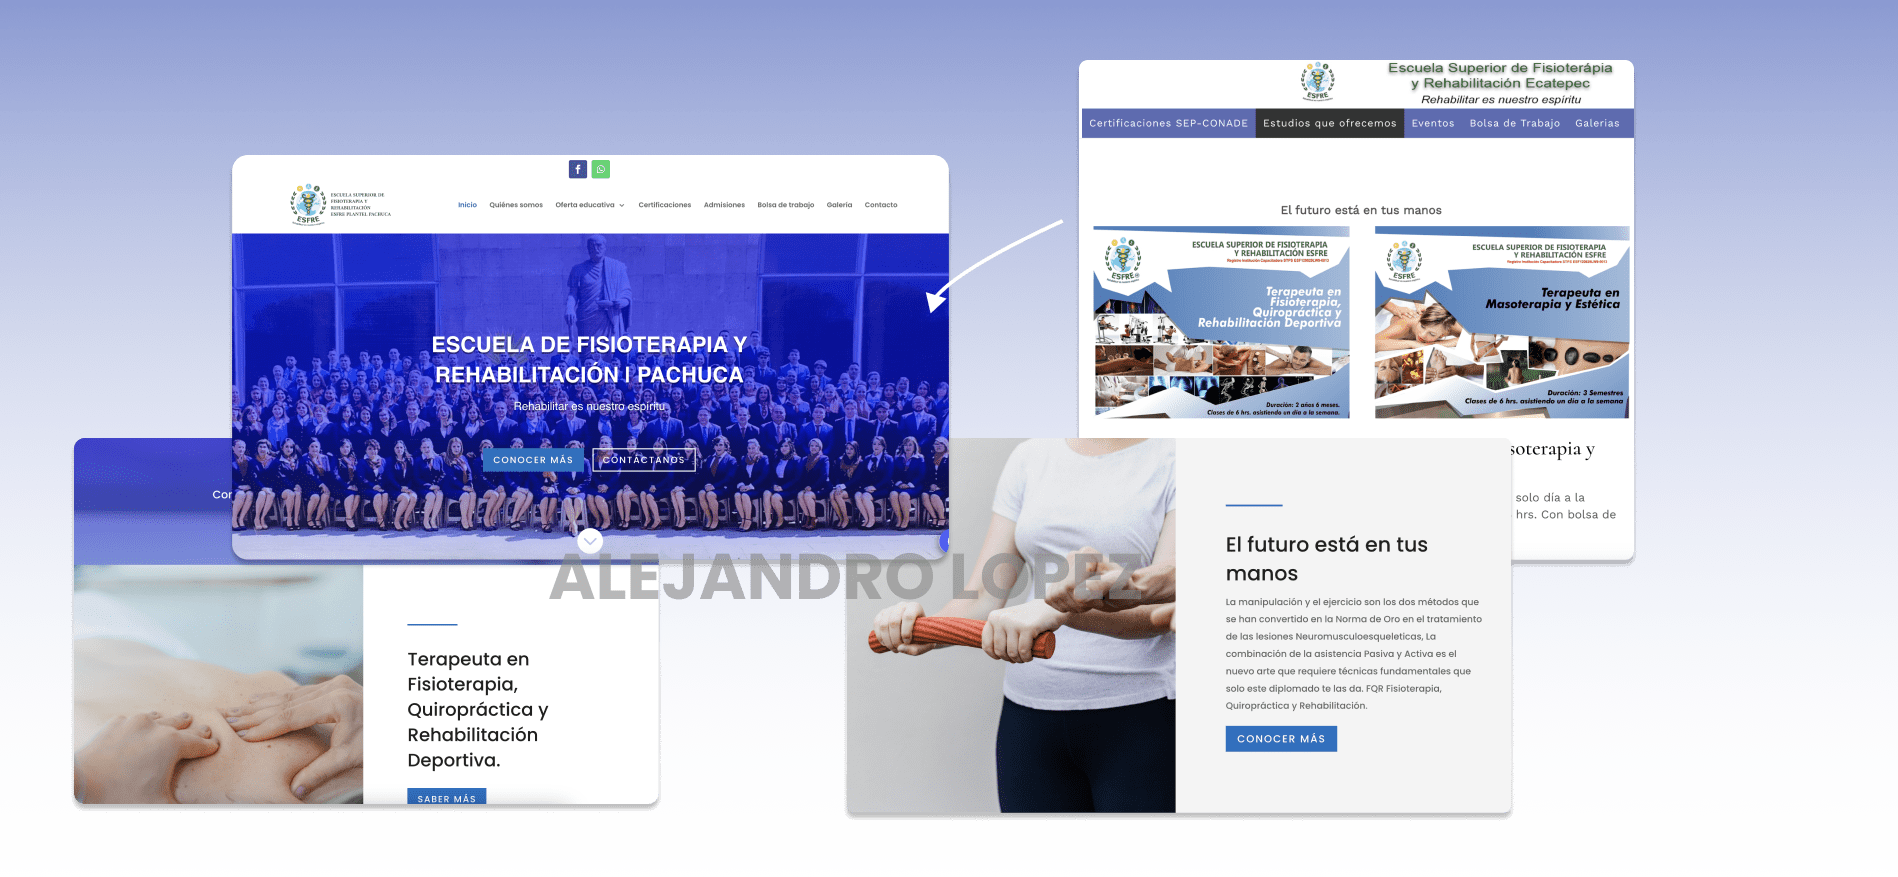 Escuela Superior de Fisioterápia
y Rehabilitación Ecatepec
Rehabilitar es nuestro espíritu
ESFRE
Certificaciones SEP-CONADE
Estudios que ofrecemos
Eventos
Bolsa de Trabajo
Galerias
El futuro está en tus manos
ESCUELA SUPERIOR DE FISIOTERAPIA
Y REHABILITACIÓN ESFRE
ESFRE
Terapeuta en
Fisioterapia,
Quiropráctica y
Rehabilitación Deportiva
Duración: 2 años 6 meses.
Clases de 6 hrs. asistiendo un día a la semana.
ESCUELA SUPERIOR DE FISIOTERAPIA
Y REHABILITACIÓN ESFRE
ESFRE
Terapeuta en
Masoterapia y Estética
Duración: 3 Semestres
Clases de 6 hrs. asistiendo un día a la semana
soterapia y
solo día a la
hrs. Con bolsa de
ESFRE
ESCUELA SUPERIOR DE
FISIOTERAPIA Y
REHABILITACIÓN
ESFRE PLANTEL PACHUCA
Inicio
Quiénes somos
Oferta educativa
Certificaciones
Admisiones
Bolsa de trabajo
Galeria
Contacto
ESCUELA DE FISIOTERAPIA Y
REHABILITACIÓN | PACHUCA
Rehabilitar es nuestro espíritu
CONOCER MÁS
CONTÁCTANOS
Cor
ALEJANDRO LOPEZ
Terapeuta en
Fisioterapia,
Quiropráctica y
Rehabilitación
Deportiva.
SABER MÁS
El futuro está en tus
manos
La manipulación y el ejercicio son los dos métodos que
se han convertido en la Norma de Oro en el tratamiento
de las lesiones Neuromusculoesqueleticas, La
combinación de la asistencia Pasiva y Activa es el
nuevo arte que requiere técnicas fundamentales que
solo este diplomado te las da. FQR Fisioterapia,
Quiropráctica y Rehabilitación.
CONOCER MÁS